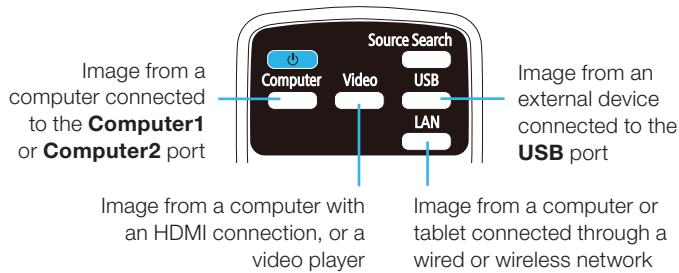 Source Search
Computer
Video
USB
LAN
Image from a
computer connected
to the Computer1
or Computer2 port
Image from an
external device
connected to the
USB port
Image from a computer with
an HDMI connection, or a
video player
Image from a computer or
tablet connected through a
wired or wireless network